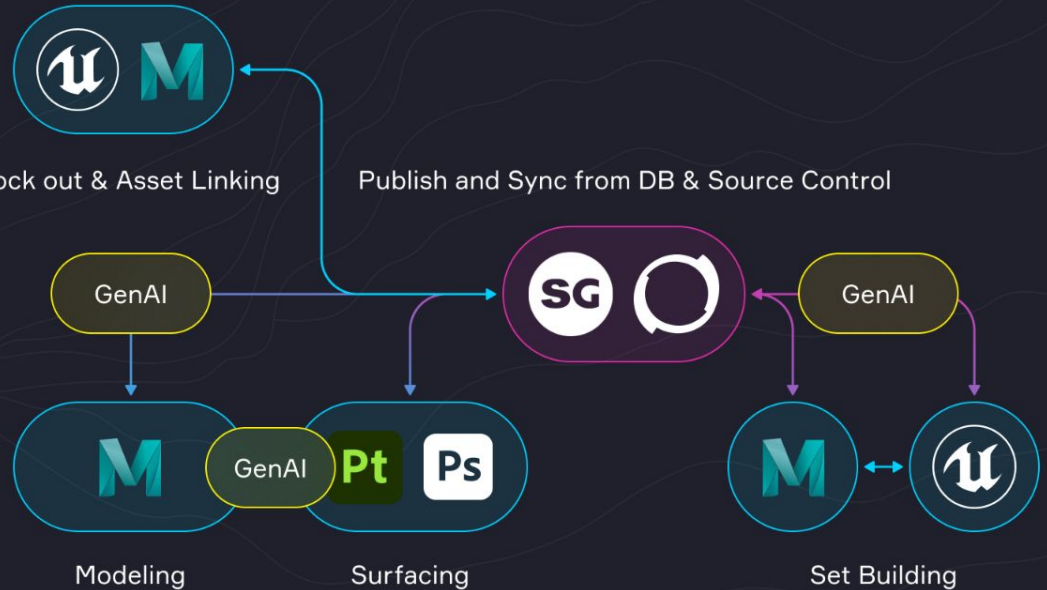 ock out & Asset Linking
Publish and Sync from DB & Source Control
GenAI
SG
GenAI
GenAI
Pt
Ps
Modeling
Surfacing
Set Building